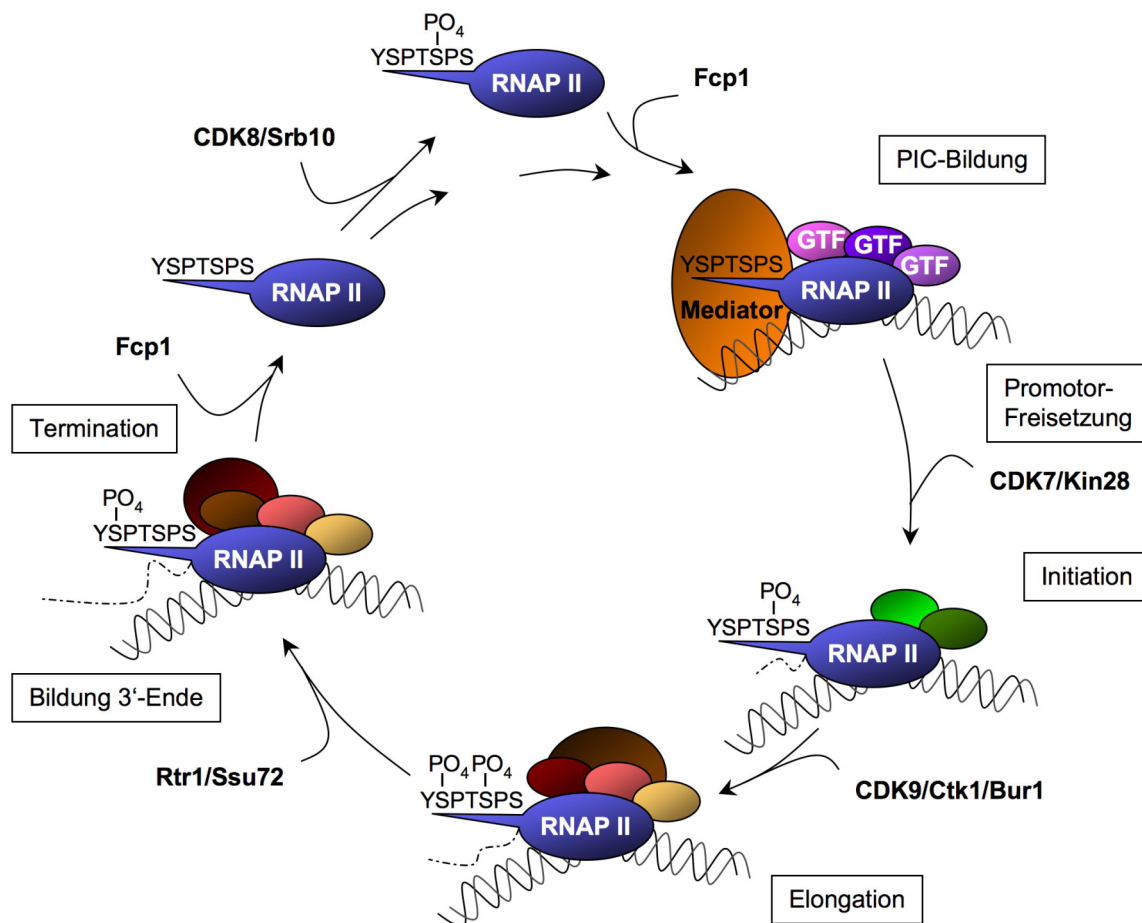 PO4
YSPTSPS
RNAP II
Fcp1
CDK8/Srb10
PIC-Bildung
YSPTSPS
RNAP II
GTF
GTF
GTF
YSPTSPS
RNAP II
Mediator
Fcp1
Termination
Promotor-
Freisetzung
CDK7/Kin28
PO4
YSPTSPS
RNAP II
Initiation
PO4
YSPTSPS
RNAP II
Bildung 3‘-Ende
Rtr1/Ssu72
PO4 PO4
YSPTSPS
RNAP II
CDK9/Ctk1/Bur1
Elongation